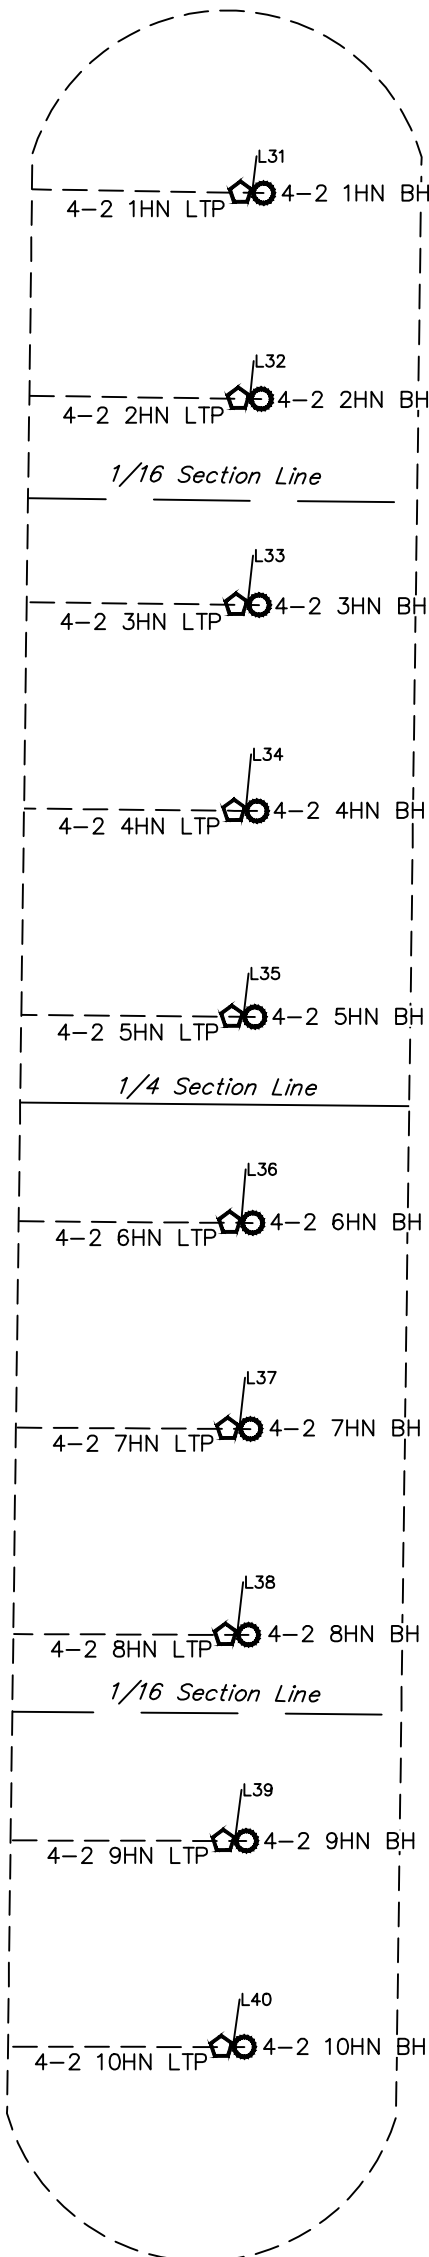 L31
4-2 1HN LTP 4-2 1HN BH
L32
4-2 2HN LTP 4-2 2HN BH
1/16 Section Line
L33
4-2 3HN LTP 4-2 3HN BH
L34
4-2 4HN LTP 4-2 4HN BH
L35
4-2 5HN LTP 4-2 5HN BH
1/4 Section Line
L36
4-2 6HN LTP 4-2 6HN BH
L37
4-2 7HN LTP 4-2 7HN BH
L38
4-2 8HN LTP 4-2 8HN BH
1/16 Section Line
L39
4-2 9HN LTP 4-2 9HN BH
L40
4-2 10HN LTP 4-2 10HN BH